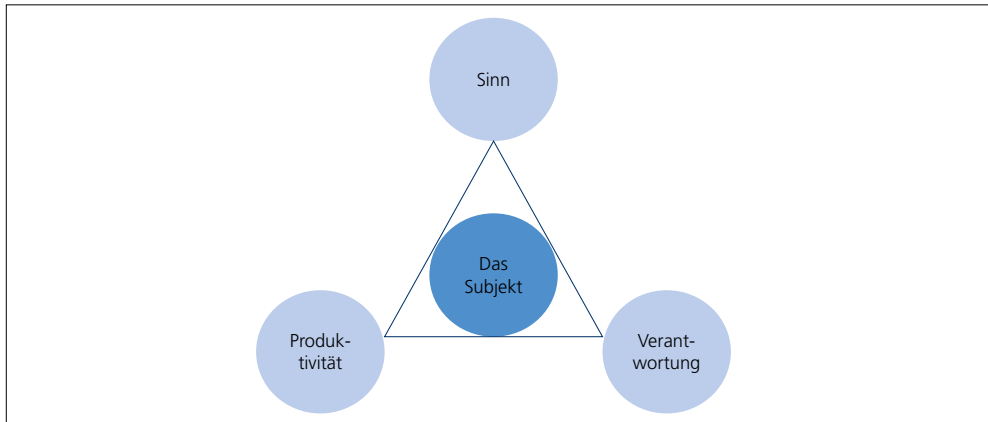 Sinn
Das
Subjekt
Produk-
tivität
Verant-
wortung